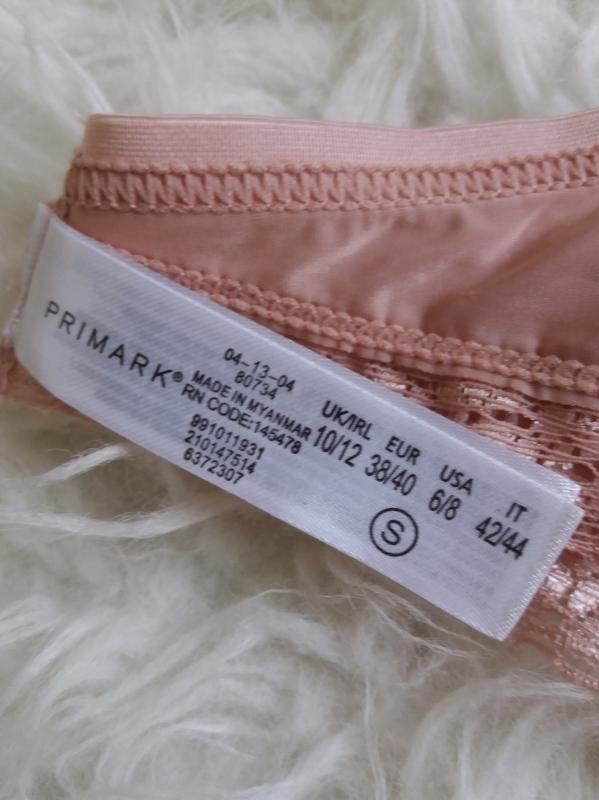 PRIMARK®
04-13-04
80734
MADE IN MYANMAR
RN CODE:145478
991011931
210147514
6372307
UK/IRL EUR USA IT
10/12 38/40 6/8 42/44
S